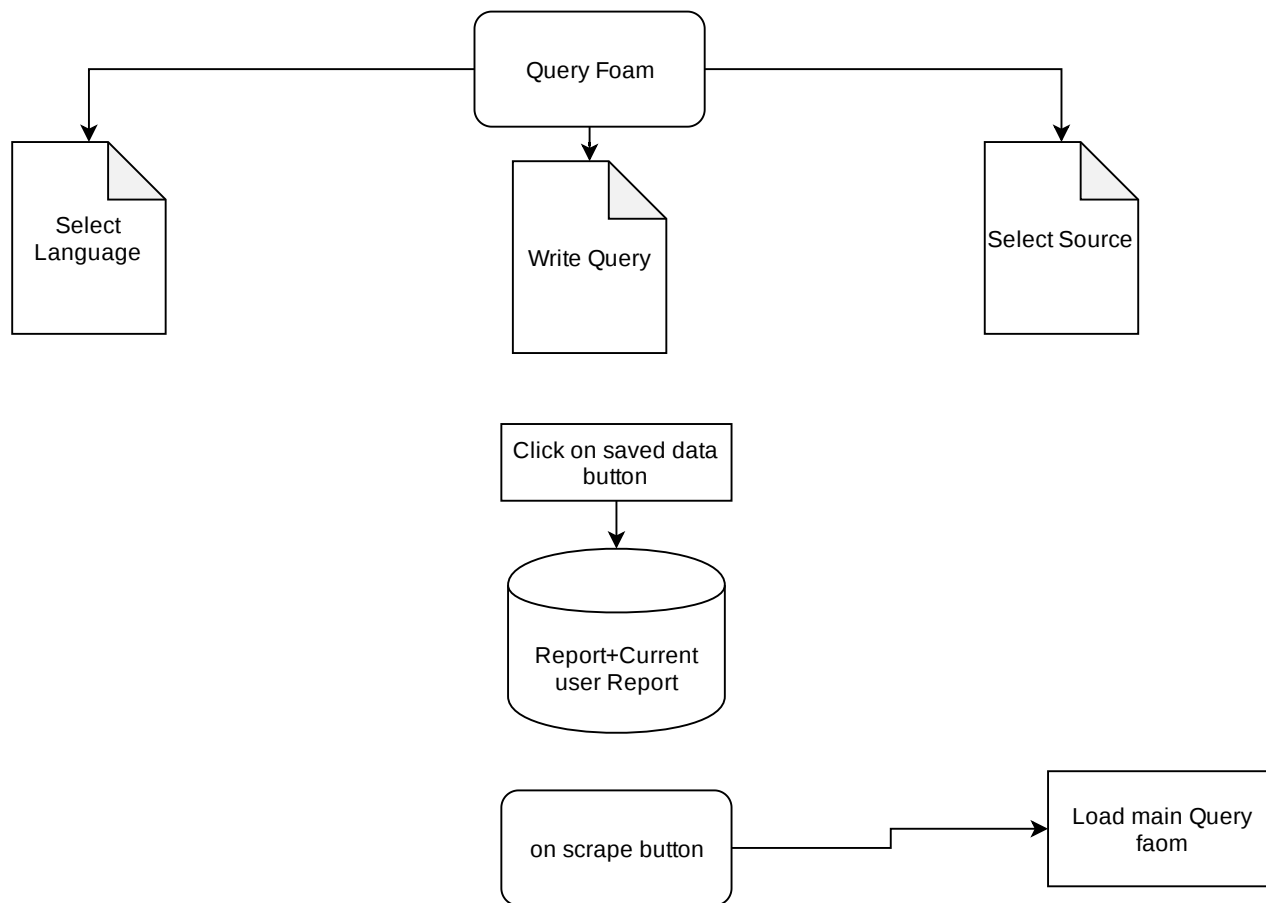 Query Foam
Select
Language
Write Query
Select Source
Click on saved data
button
Report+Current
user Report
on scrape button
Load main Query
faom